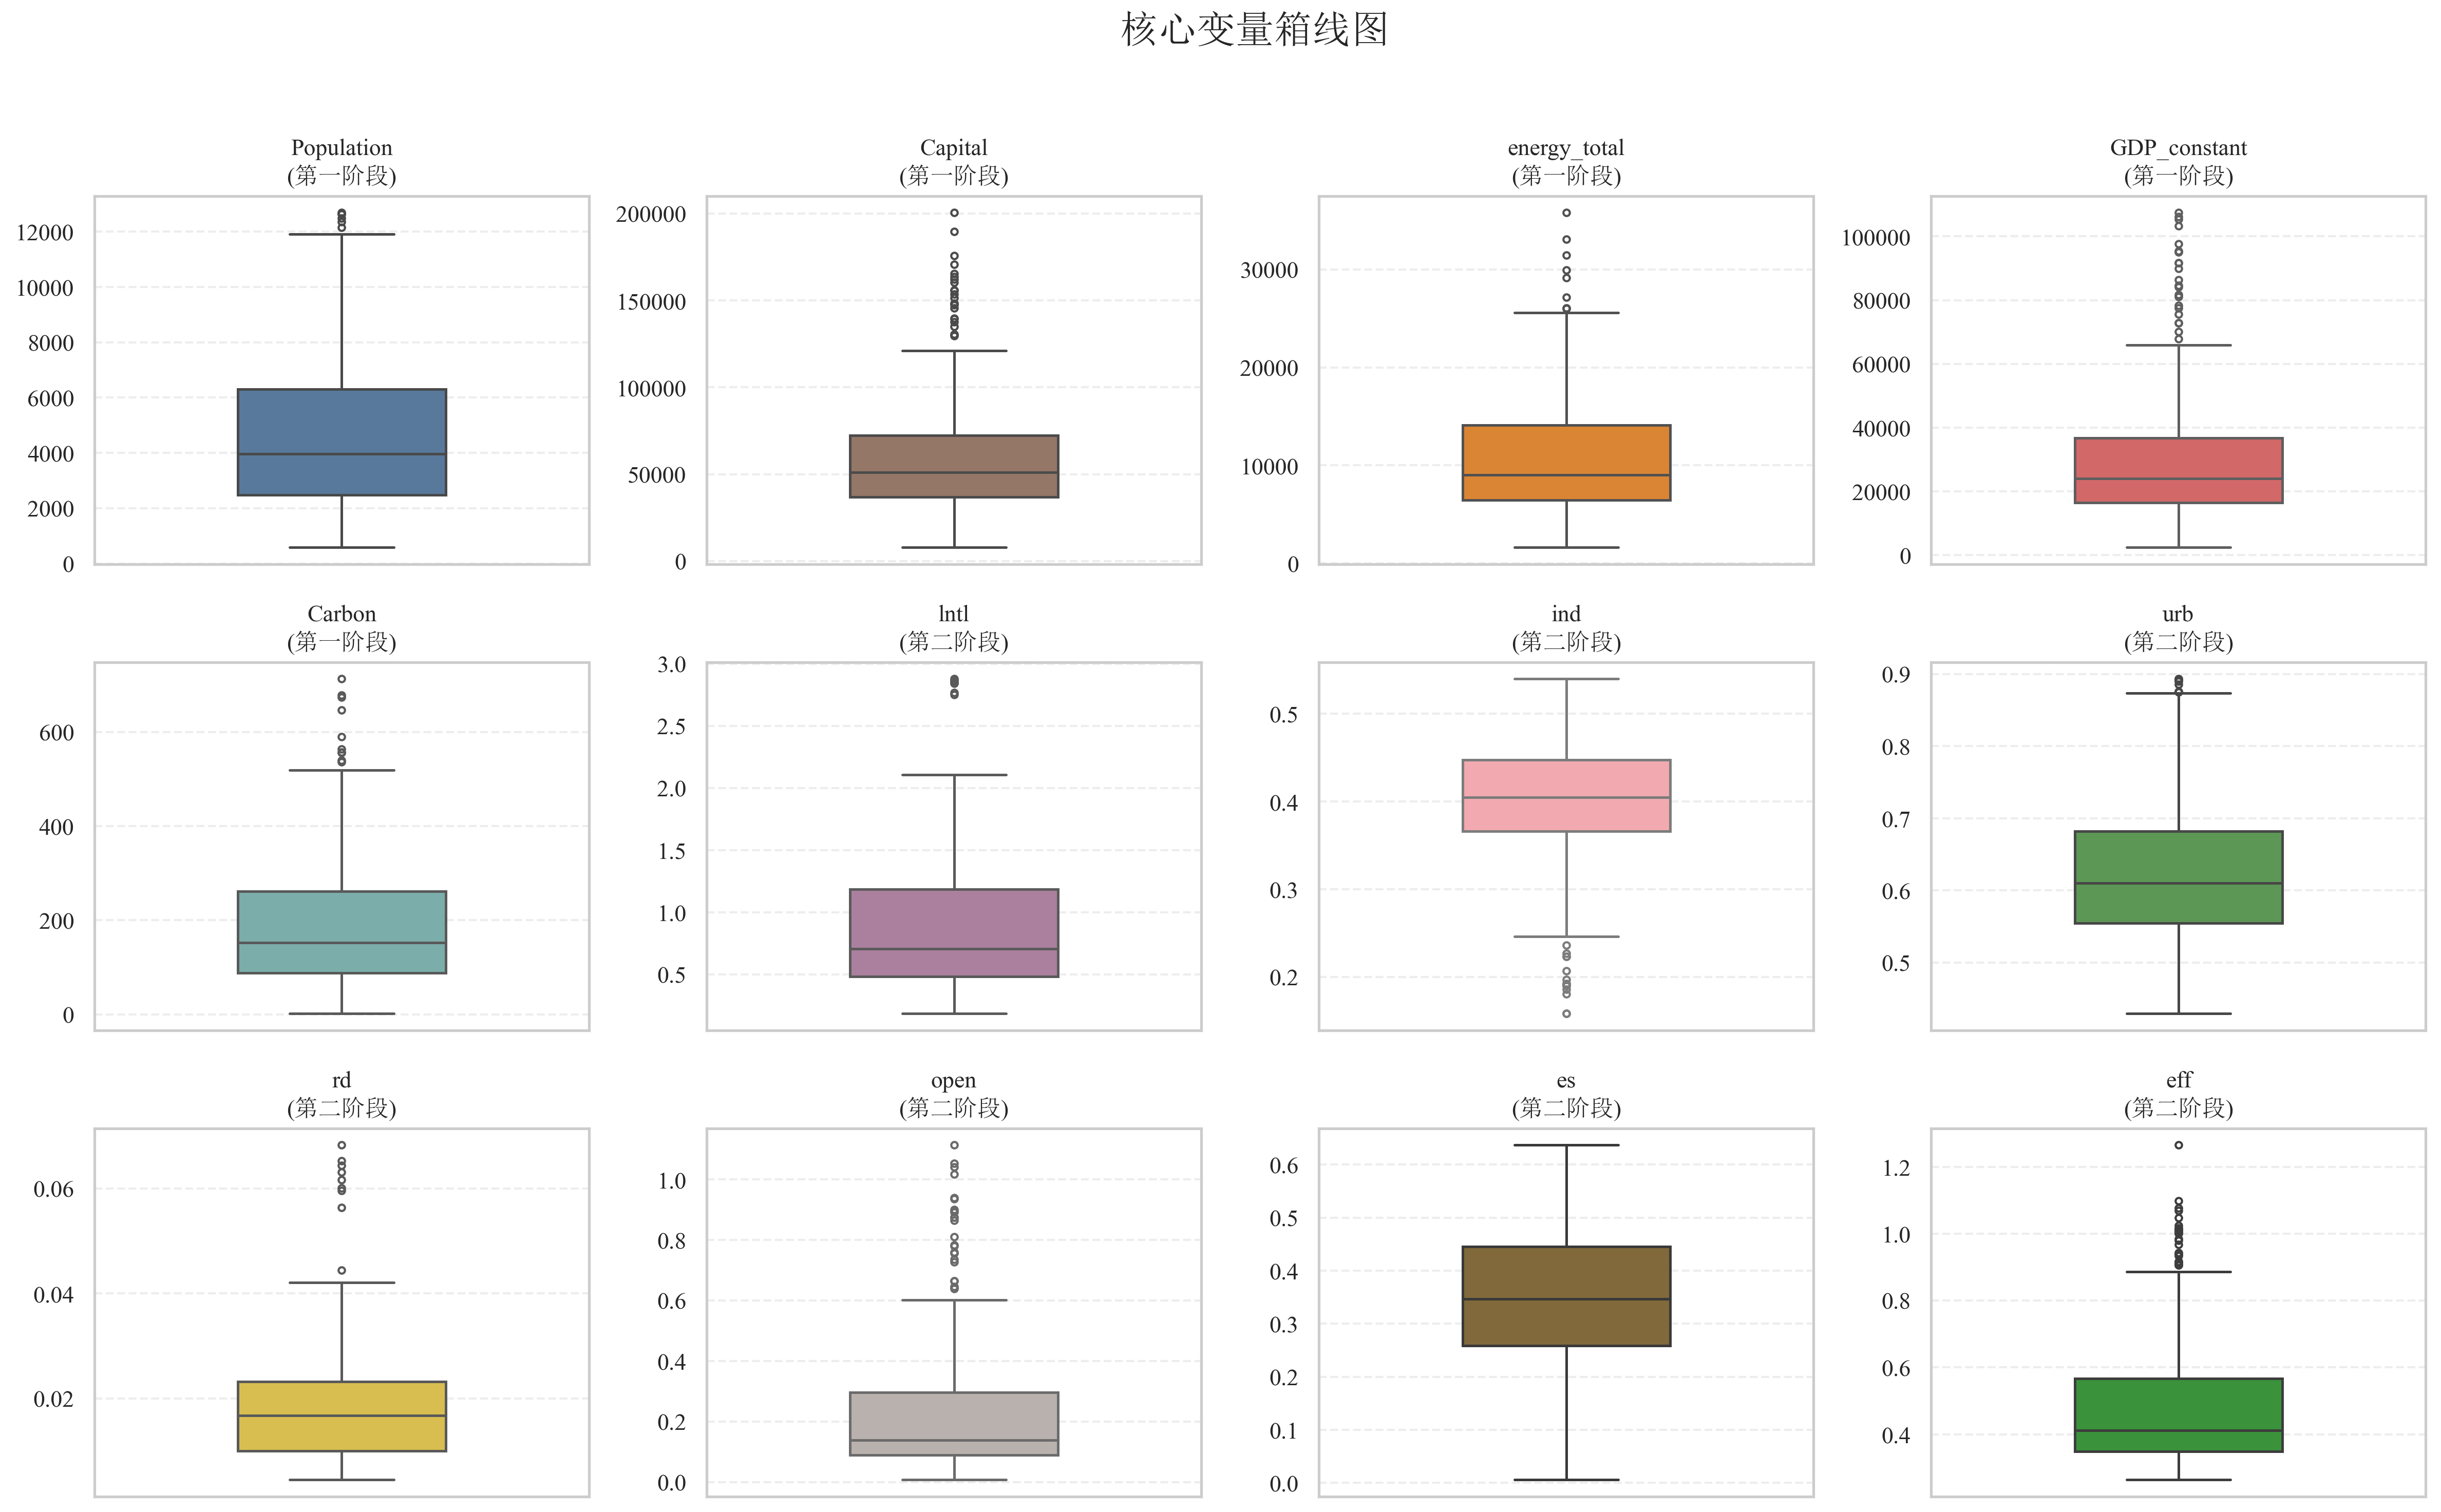 核心变量箱线图
Population
(第一阶段)
12000
10000
8000
6000
4000
2000
0
Capital
(第一阶段)
200000
150000
100000
50000
0
energy_total
(第一阶段)
30000
20000
10000
0
GDP_constant
(第一阶段)
100000
80000
60000
40000
20000
0
Carbon
(第一阶段)
600
400
200
0
lntl
(第二阶段)
3.0
2.5
2.0
1.5
1.0
0.5
ind
(第二阶段)
0.5
0.4
0.3
0.2
urb
(第二阶段)
0.9
0.8
0.7
0.6
0.5
rd
(第二阶段)
0.06
0.04
0.02
open
(第二阶段)
1.0
0.8
0.6
0.4
0.2
0.0
es
(第二阶段)
0.6
0.5
0.4
0.3
0.2
0.1
0.0
eff
(第二阶段)
1.2
1.0
0.8
0.6
0.4